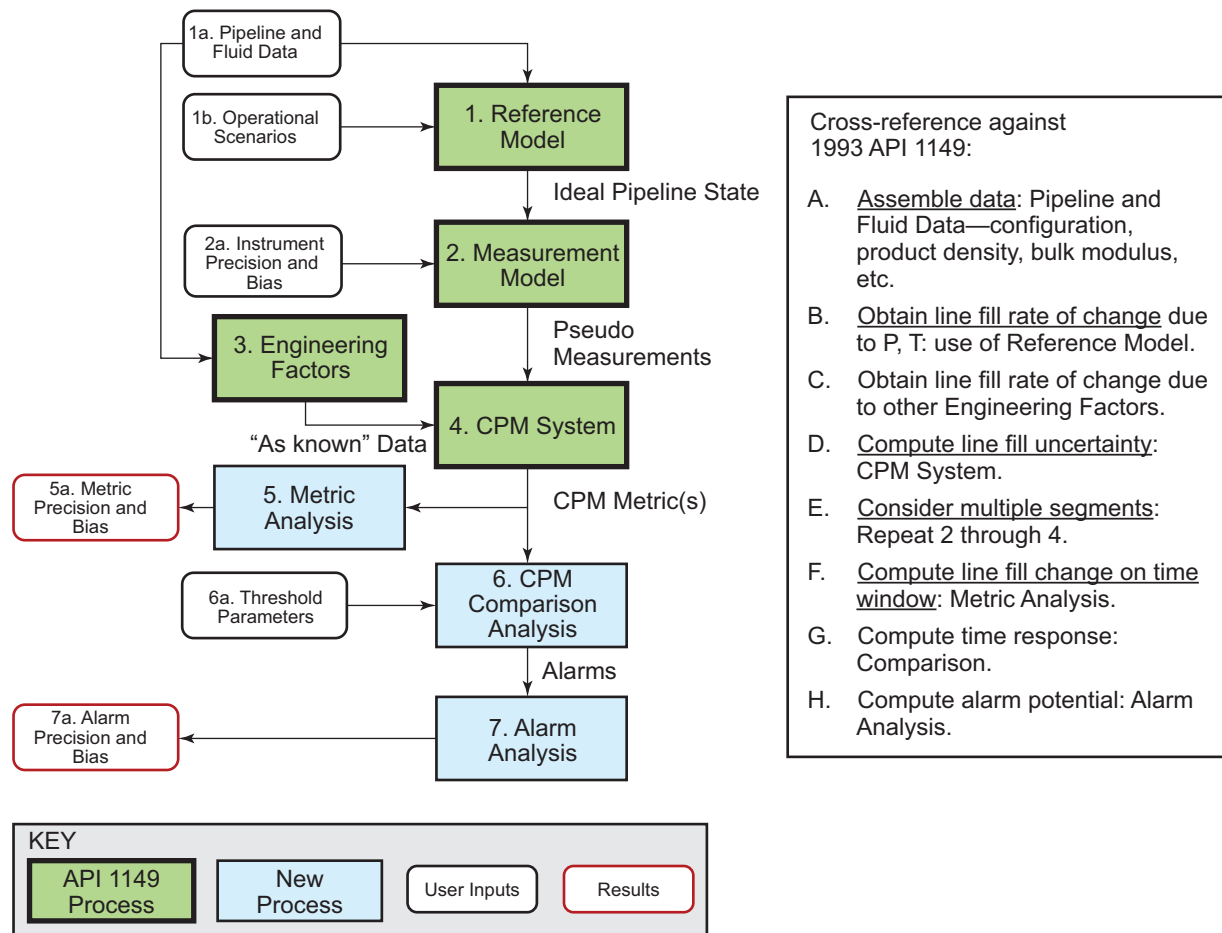 1a. Pipeline and
Fluid Data
1b. Operational
Scenarios
1. Reference
Model
Ideal Pipeline State
2a. Instrument
Precision and
Bias
2. Measurement
Model
Pseudo
Measurements
3. Engineering
Factors
4. CPM System
“As known” Data
5a. Metric
Precision and
Bias
5. Metric
Analysis
CPM Metric(s)
6a. Threshold
Parameters
6. CPM
Comparison
Analysis
Alarms
7a. Alarm
Precision and
Bias
7. Alarm
Analysis
Cross-reference against
1993 API 1149:
A. Assemble data: Pipeline and
Fluid Data—configuration,
product density, bulk modulus,
etc.
B. Obtain line fill rate of change due
to P, T: use of Reference Model.
C. Obtain line fill rate of change due
to other Engineering Factors.
D. Compute line fill uncertainty:
CPM System.
E. Consider multiple segments:
Repeat 2 through 4.
F. Compute line fill change on time
window: Metric Analysis.
G. Compute time response:
Comparison.
H. Compute alarm potential: Alarm
Analysis.
KEY
API 1149
Process
New
Process
User Inputs
Results